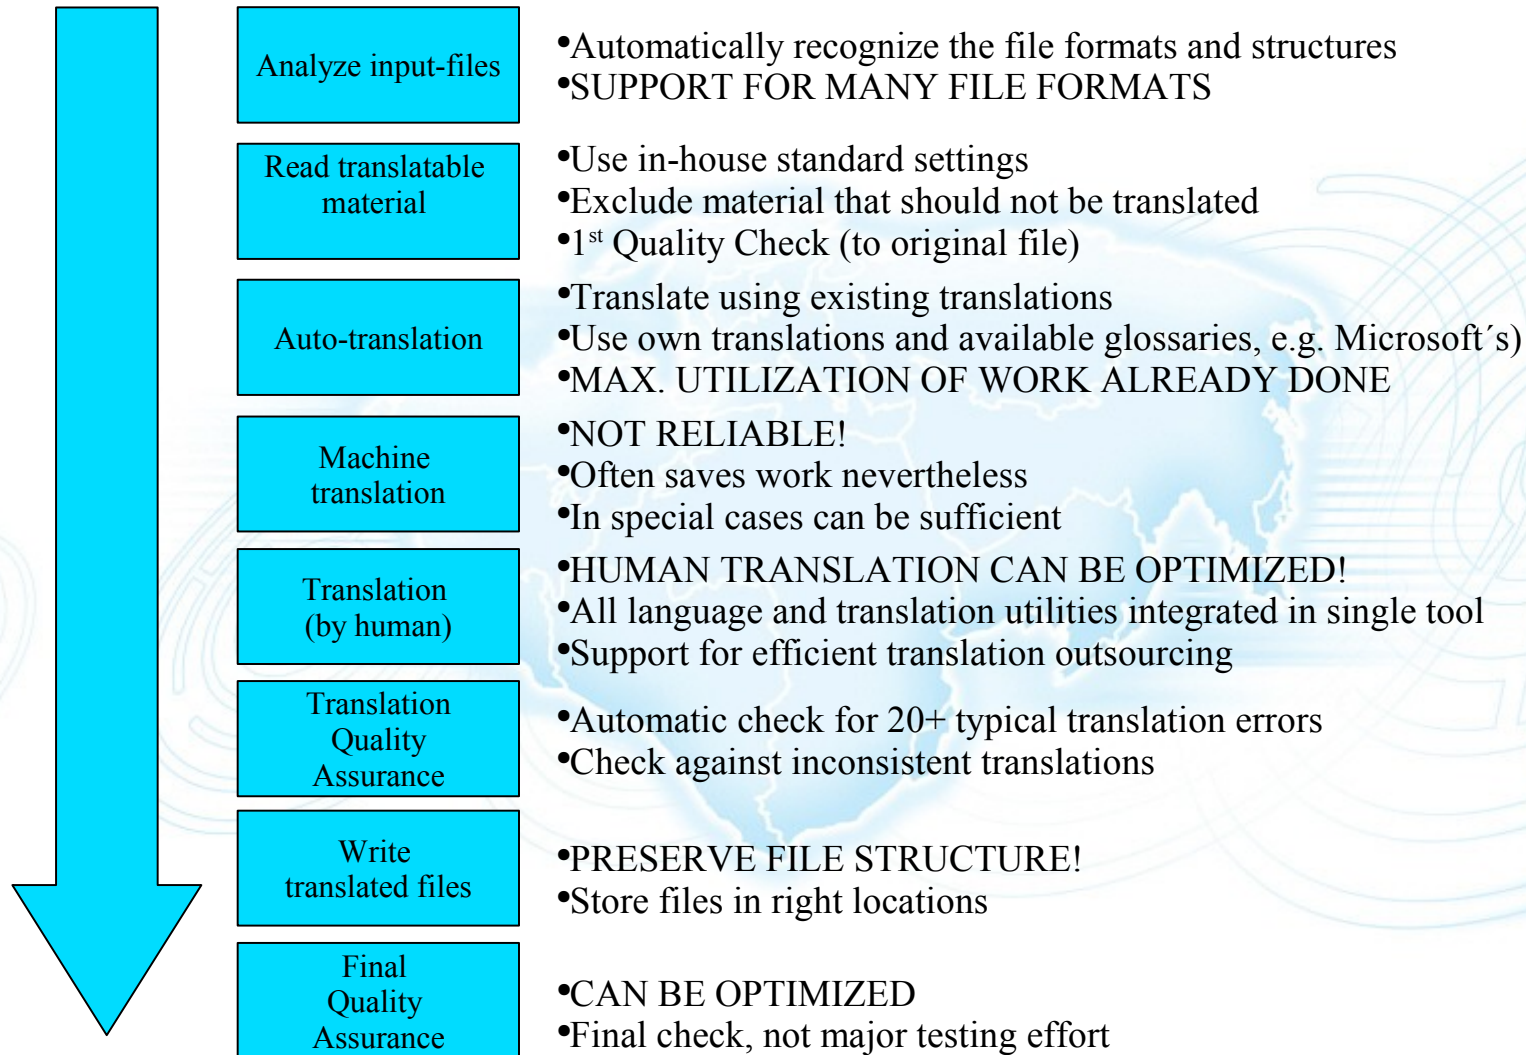 Analyze input-files
•Automatically recognize the file formats and structures
•SUPPORT FOR MANY FILE FORMATS
Read translatable
material
•Use in-house standard settings
•Exclude material that should not be translated
•1st Quality Check (to original file)
Auto-translation
•Translate using existing translations
•Use own translations and available glossaries, e.g. Microsoft´s)
•MAX. UTILIZATION OF WORK ALREADY DONE
Machine
translation
•NOT RELIABLE!
•Often saves work nevertheless
•In special cases can be sufficient
Translation
(by human)
•HUMAN TRANSLATION CAN BE OPTIMIZED!
•All language and translation utilities integrated in single tool
•Support for efficient translation outsourcing
Translation
Quality
Assurance
•Automatic check for 20+ typical translation errors
•Check against inconsistent translations
Write
translated files
•PRESERVE FILE STRUCTURE!
•Store files in right locations
Final
Quality
Assurance
•CAN BE OPTIMIZED
•Final check, not major testing effort